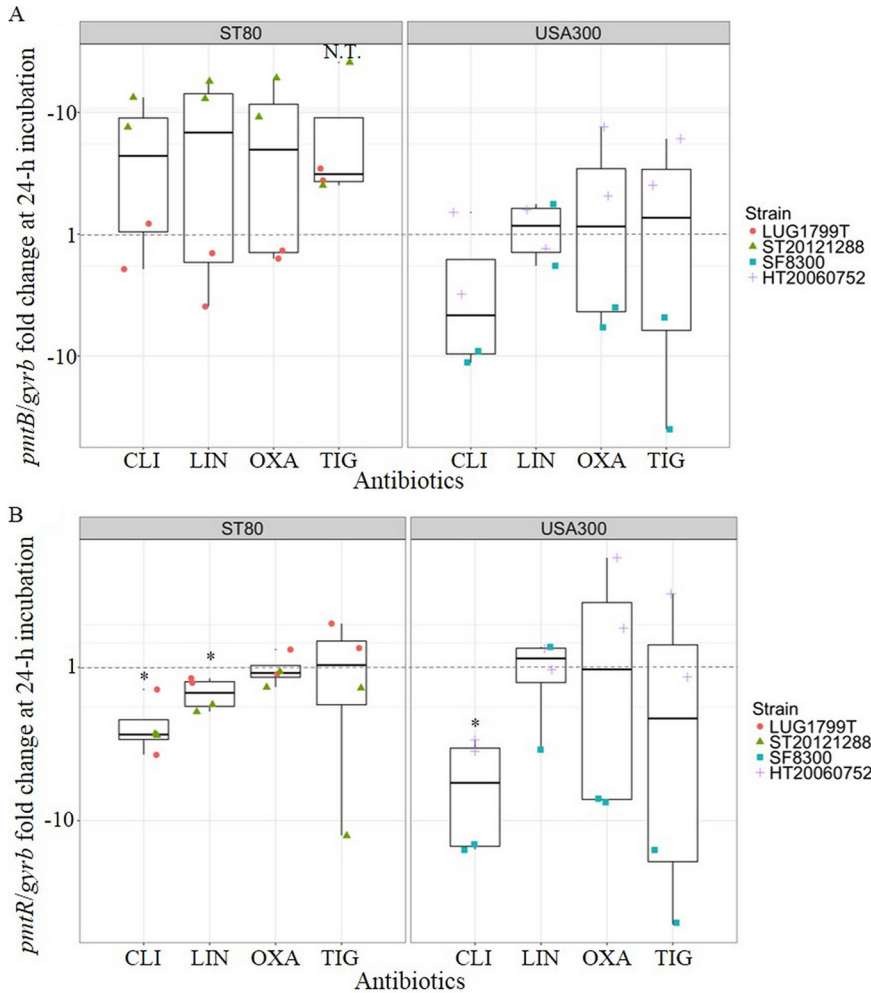 A
ST80
USA300
N.T.
-10
1
-10
pmtB/gyrb fold change at 24-h incubation
CLI LIN OXA TIG
CLI LIN OXA TIG
Antibiotics
Strain
LUG1799T
ST20121288
SF8300
HT20060752
B
ST80
USA300
*
*
*
1
-10
pmtR/gyrb fold change at 24-h incubation
CLI LIN OXA TIG
CLI LIN OXA TIG
Antibiotics
Strain
LUG1799T
ST20121288
SF8300
HT20060752